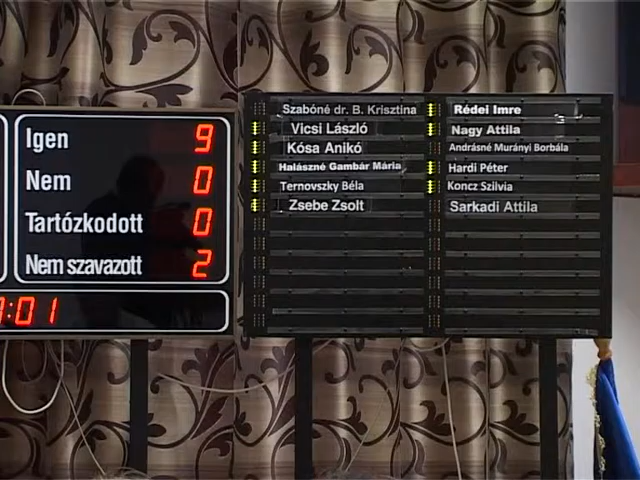 Igen 9
Nem 0
Tartózkodott 0
Nem szavazott 2
:01
Szabóné dr. B. Krisztina
Vicsi László
Kósa Anikó
Halászné Gambár Mária
Ternovszky Béla
Zsebe Zsolt
Rédei Imre
Nagy Attila
Andrásné Murányi Borbála
Hardi Péter
Koncz Szilvia
Sarkadi Attila